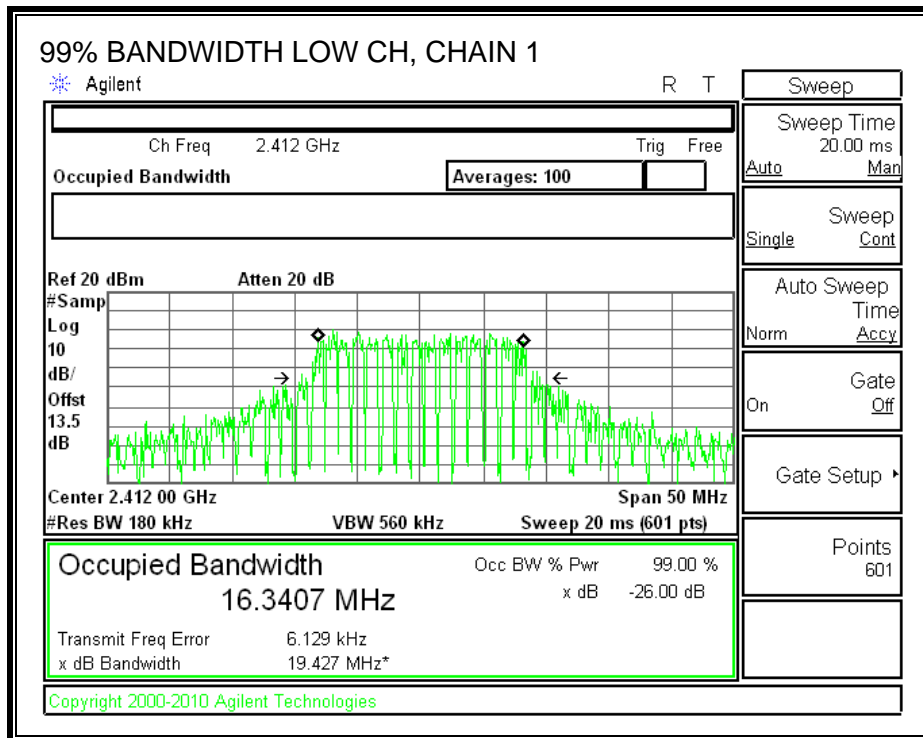 99% BANDWIDTH LOW CH, CHAIN 1
Agilent R T
Ch Freq 2.412 GHz Trig Free
Occupied Bandwidth Averages: 100
Ref 20 dBm Atten 20 dB
#Samp
Log
10
dB/
Offst
13.5
dB
Center 2.412 00 GHz Span 50 MHz
#Res BW 180 kHz VBW 560 kHz Sweep 20 ms (601 pts)
Occupied Bandwidth Occ BW % Pwr 99.00 %
16.3407 MHz x dB -26.00 dB
Transmit Freq Error 6.129 kHz
x dB Bandwidth 19.427 MHz*
Copyright 2000-2010 Agilent Technologies
Sweep
Sweep Time
20.00 ms
Auto Man
Sweep
Single Cont
Auto Sweep
Time
Norm Accy
Gate
On Off
Gate Setup
Points
601